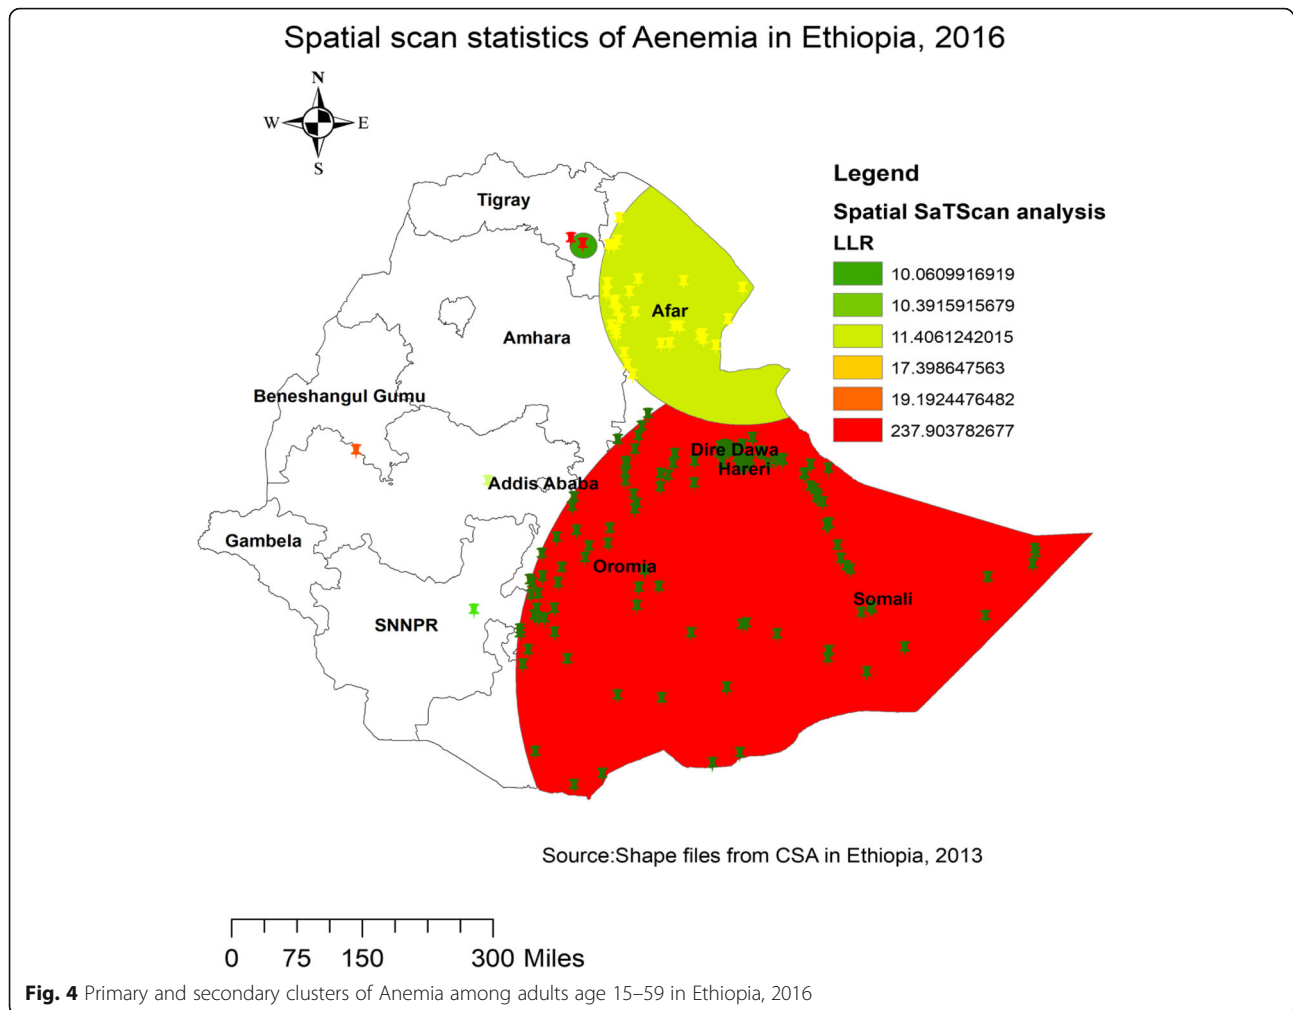 Spatial scan statistics of Aenemia in Ethiopia, 2016
N
W E
S
Legend
Spatial SaTScan analysis
LLR
10.0609916919
10.3915915679
11.4061242015
17.398647563
19.1924476482
237.903782677
Tigray
Afar
Amhara
Beneshangul Gumu
Dire Dawa
Hareri
Addis Ababa
Gambela
Oromia
Somali
SNNPR
Source:Shape files from CSA in Ethiopia, 2013
0 75 150 300 Miles
Fig. 4 Primary and secondary clusters of Anemia among adults age 15–59 in Ethiopia, 2016